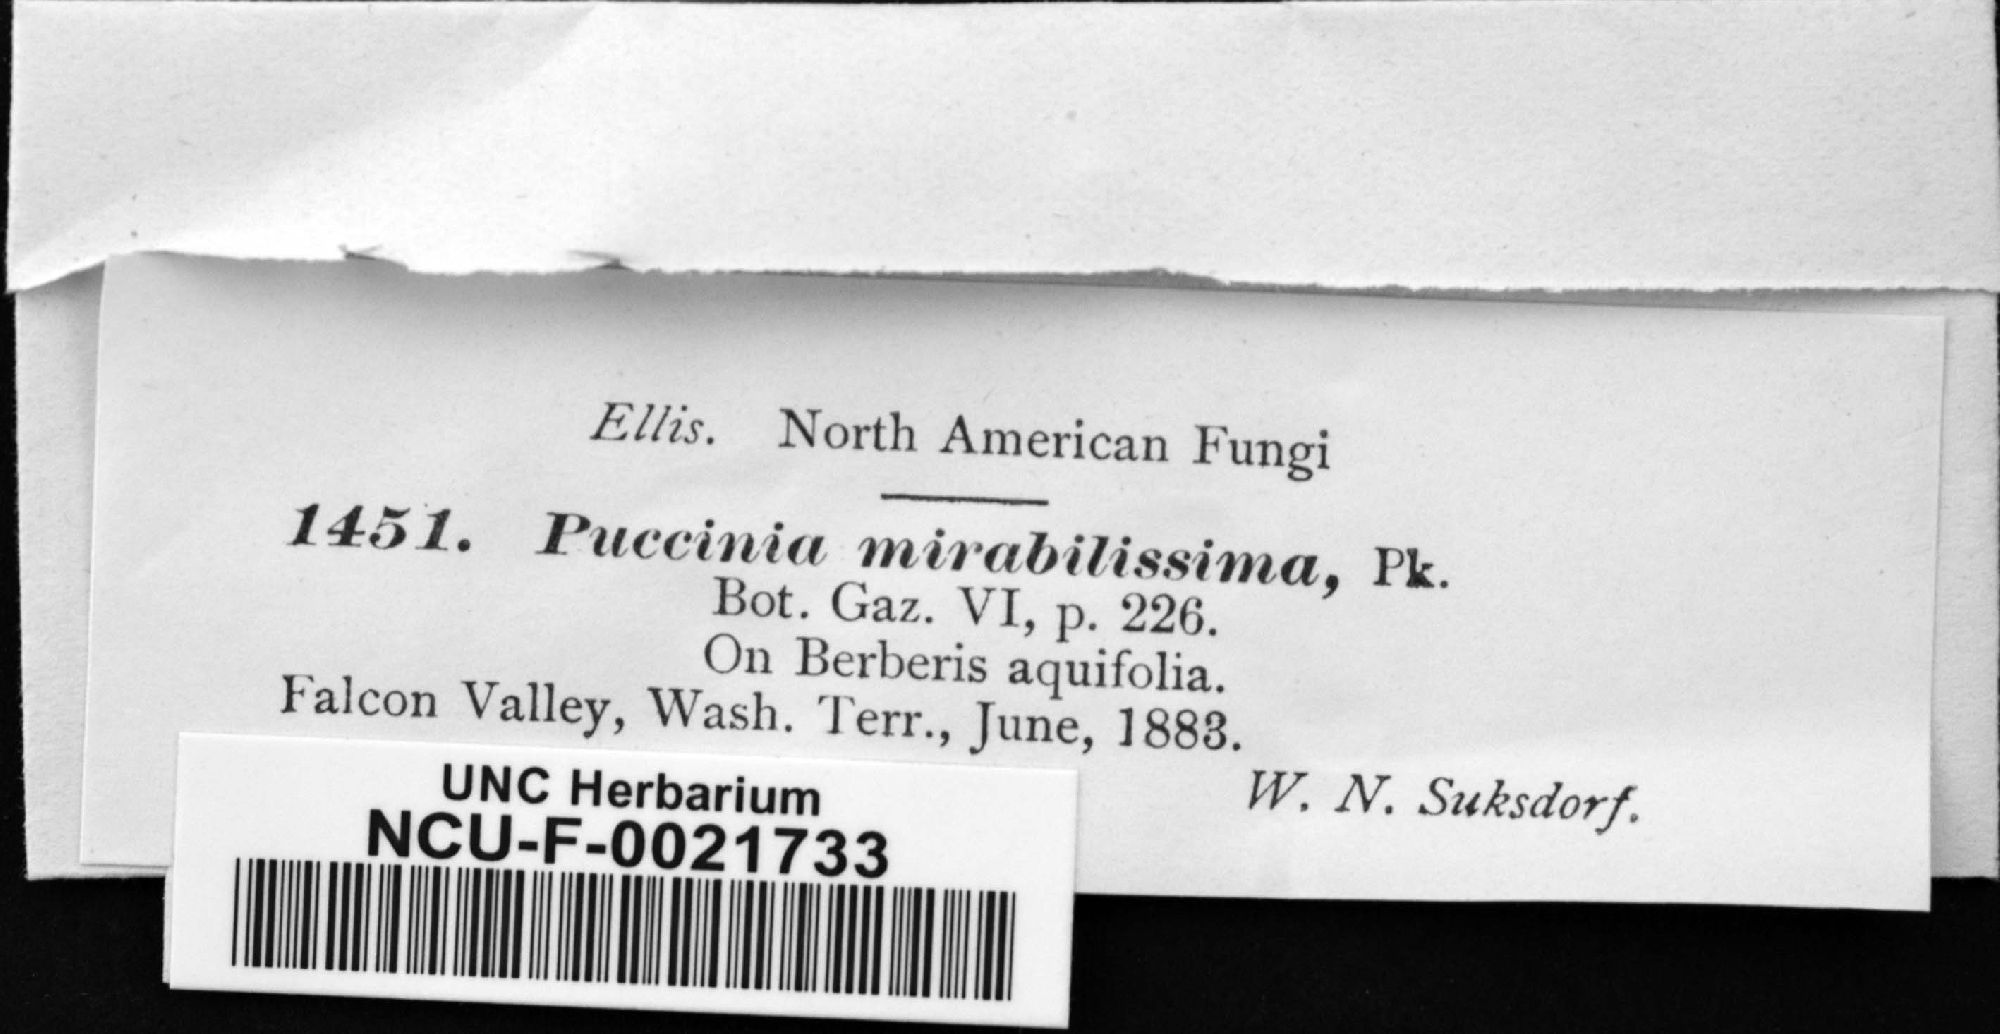 Ellis. North American Fungi
1451. Puccinia mirabilissima, Pk.
Bot. Gaz. VI, p. 226.
On Berberis aquifolia.
Falcon Valley, Wash. Terr., June, 1883.
W. N. Suksdorf.
UNC Herbarium
NCU-F-0021733